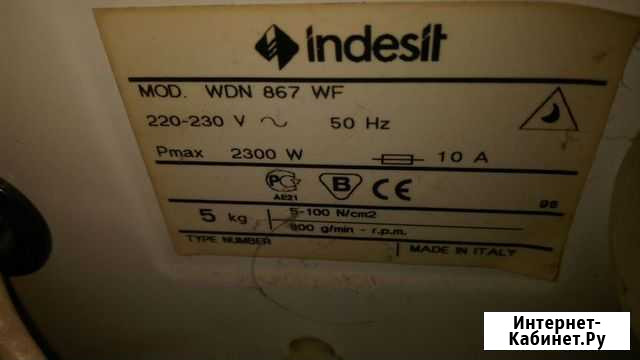 indesit
MOD. WDN 867 WF
220-230 V 50 Hz
Pmax 2300 W 10 A
PC B CE
AE21
98
5 kg 5-100 N/cm2
800 g/min - r.p.m.
TYPE NUMBER MADE IN ITALY
Интернет-
Кабинет.Ру